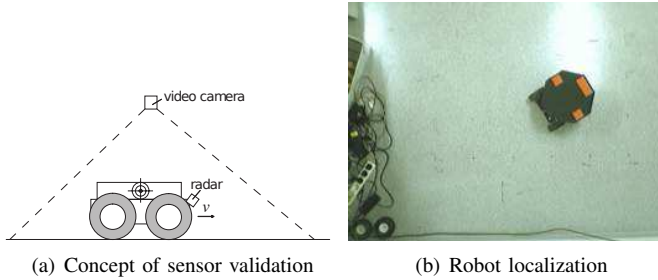 video camera
radar
v
(a) Concept of sensor validation
(b) Robot localization